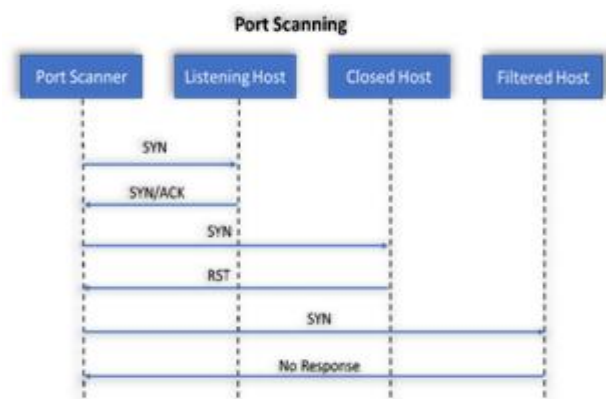 Port Scanning
Port Scanner
Listening Host
Closed Host
Filtered Host
SYN
SYN/ACK
SYN
RST
SYN
No Response